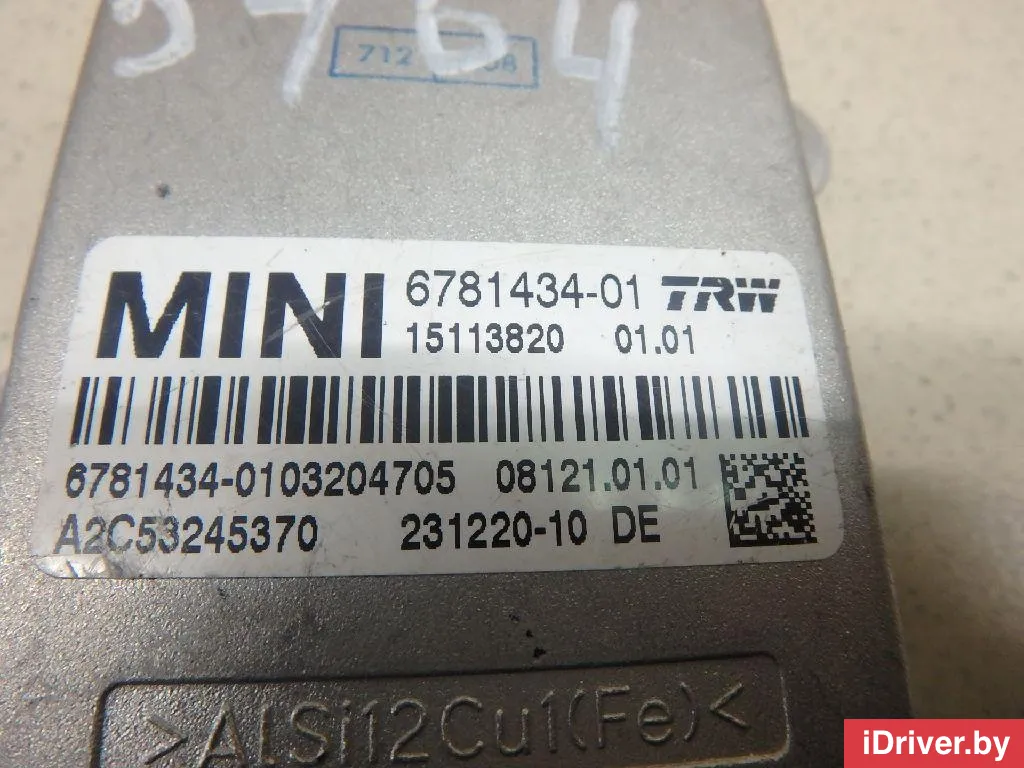 712
MINI 6781434-01 TRW
15113820 01.01
6781434-0103204705 08121.01.01
A2C53245370 231220-10 DE
>AlSi12Cu1(Fe)<
iDriver.by